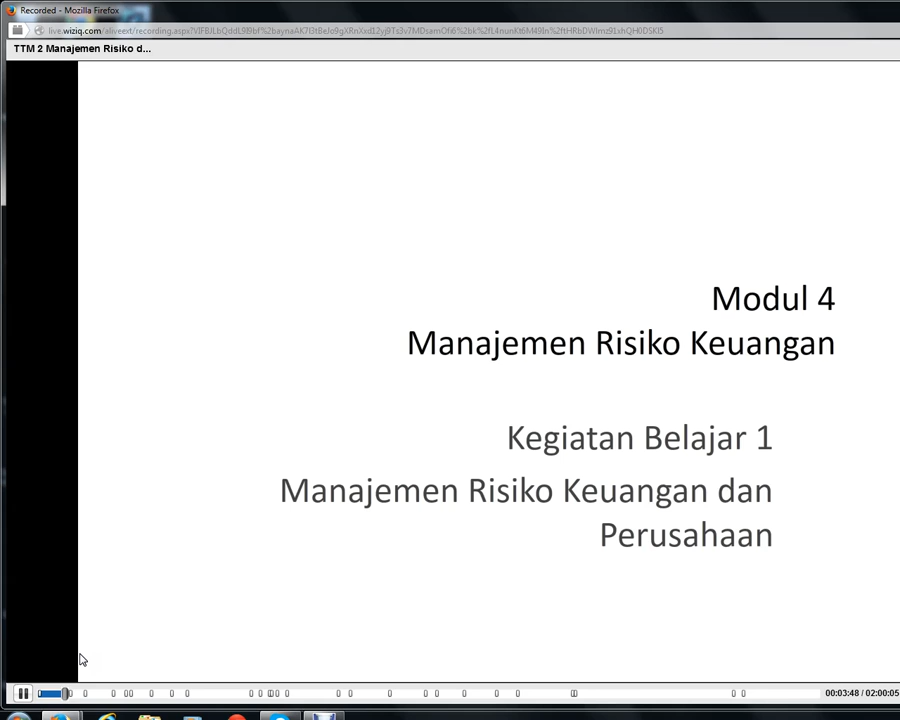 Recorded - Mozilla Firefox
TTM 2 Manajemen Risiko d...
Modul 4
Manajemen Risiko Keuangan
Kegiatan Belajar 1
Manajemen Risiko Keuangan dan
Perusahaan
00:03:48 / 02:00:05